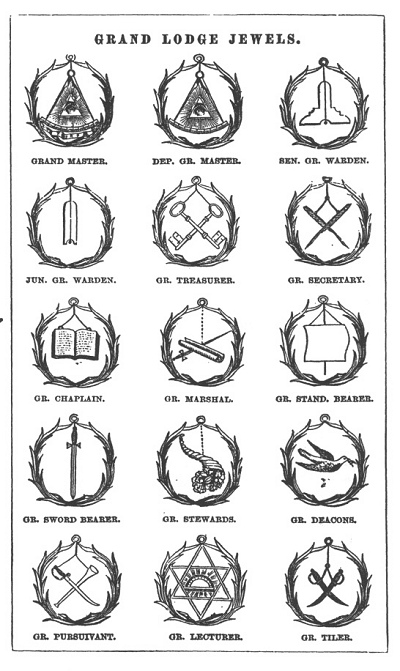 GRAND LODGE JEWELS.
GRAND MASTER. DEP. GR. MASTER. SEN. GR. WARDEN.
JUN. GR. WARDEN. GR. TREASURER. GR. SECRETARY.
GR. CHAPLAIN. GR. MARSHAL. GR. STAND. BEARER.
GR. SWORD BEARER. GR. STEWARDS. GR. DEACONS.
GR. PURSUIVANT. GR. LECTURER. GR. TILER.